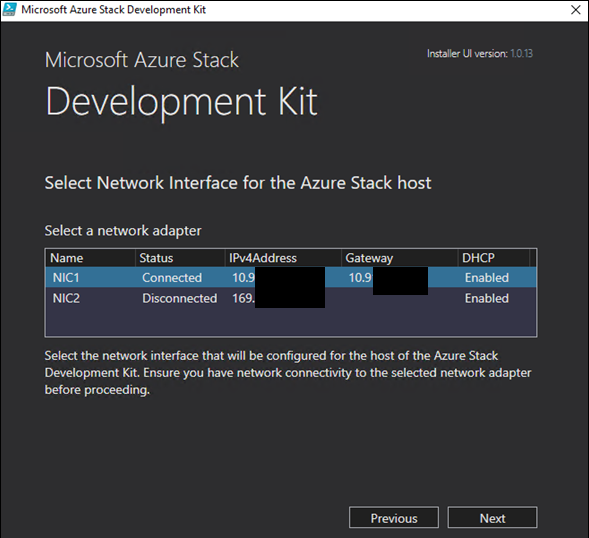 Microsoft Azure Stack Development Kit
Installer UI version: 1.0.13
Microsoft Azure Stack
Development Kit
Select Network Interface for the Azure Stack host
Select a network adapter
Name Status IPv4Address Gateway DHCP
NIC1 Connected 10.9 10.9 Enabled
NIC2 Disconnected 169. Enabled
Select the network interface that will be configured for the host of the Azure Stack
Development Kit. Ensure you have network connectivity to the selected network adapter
before proceeding.
Previous Next